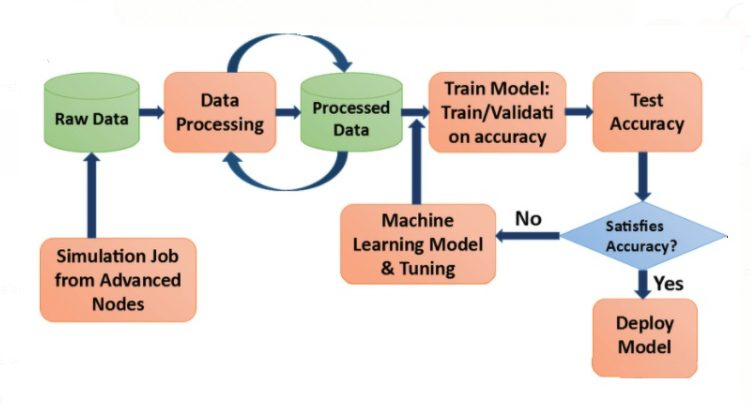 Raw Data
Data
Processing
Processed
Data
Train Model:
Train/Validati
on accuracy
Test
Accuracy
Simulation Job
from Advanced
Nodes
Machine
Learning Model
& Tuning
No
Satisfies
Accuracy?
Yes
Deploy
Model